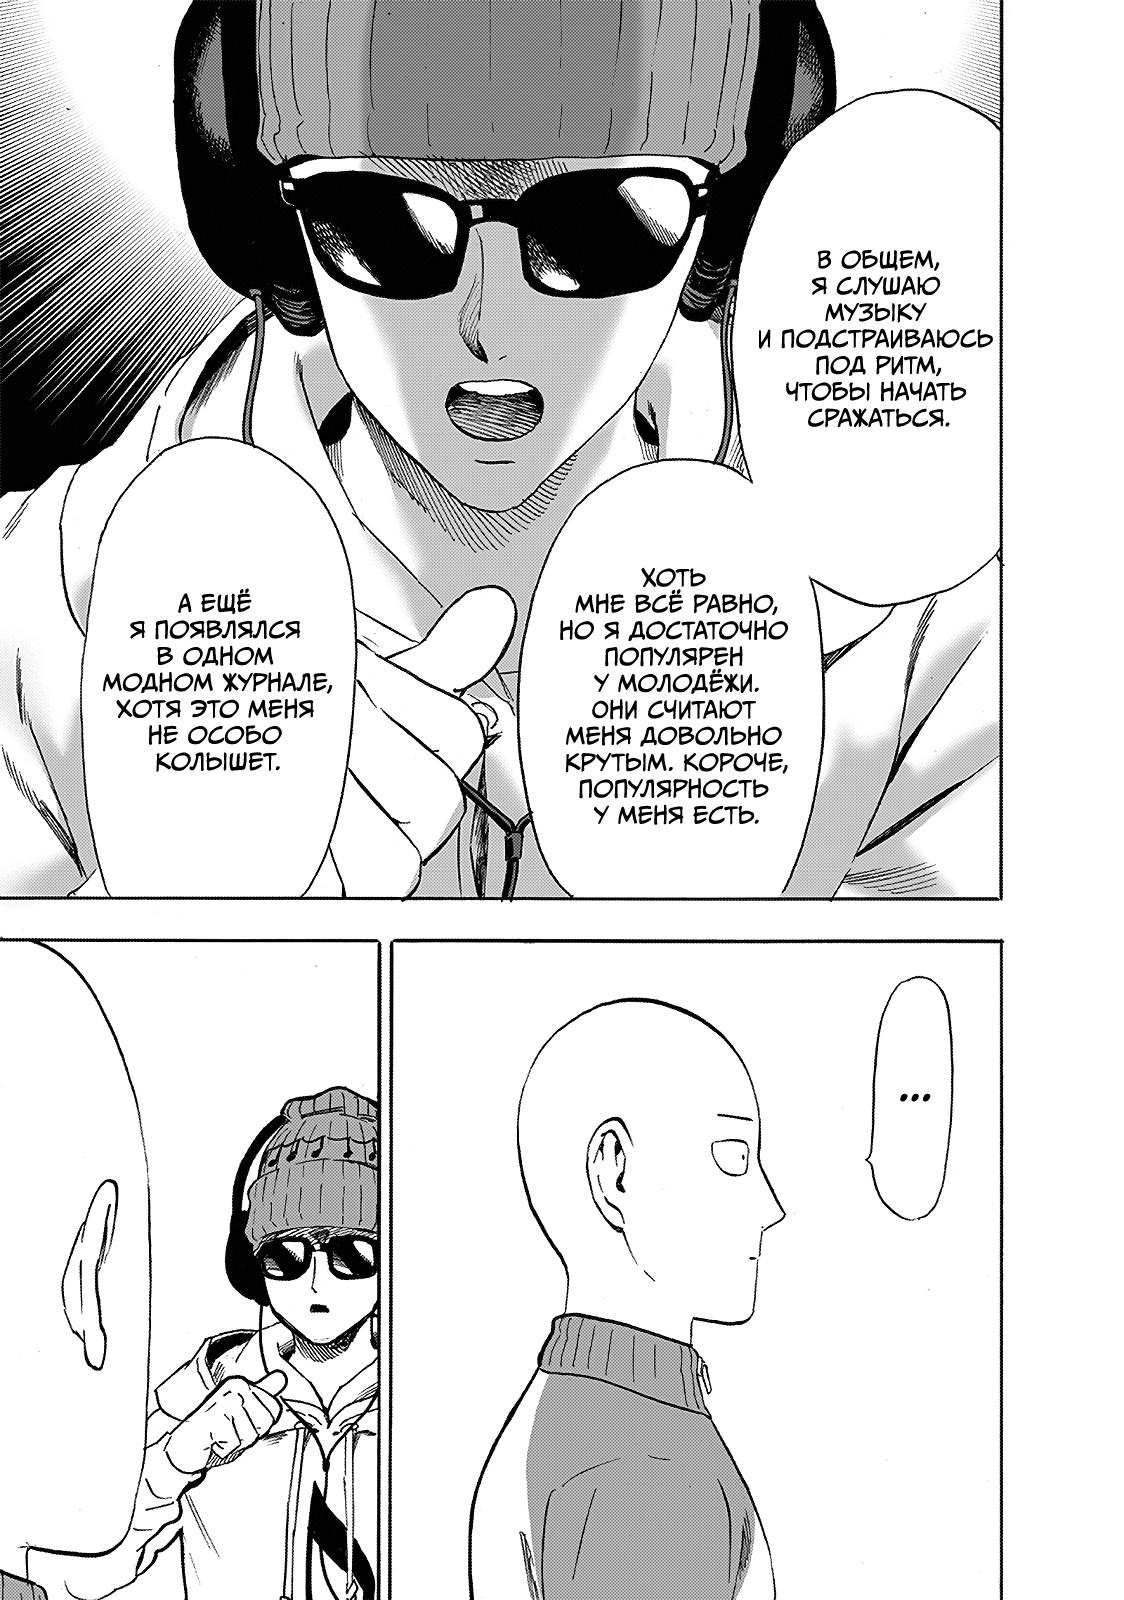 В ОБЩЕМ,
Я СЛУШАЮ
МУЗЫКУ
И ПОДСТРАИВАЮСЬ
ПОД РИТМ,
ЧТОБЫ НАЧАТЬ
СРАЖАТЬСЯ.
ХОТЬ
МНЕ ВСЁ РАВНО,
НО Я ДОСТАТОЧНО
ПОПУЛЯРЕН
У МОЛОДЁЖИ.
ОНИ СЧИТАЮТ
МЕНЯ ДОВОЛЬНО
КРУТЫМ. КОРОЧЕ,
ПОПУЛЯРНОСТЬ
У МЕНЯ ЕСТЬ.
А ЕЩЁ
Я ПОЯВЛЯЛСЯ
В ОДНОМ
МОДНОМ ЖУРНАЛЕ,
ХОТЯ ЭТО МЕНЯ
НЕ ОСОБО
КОЛЫШЕТ.
...